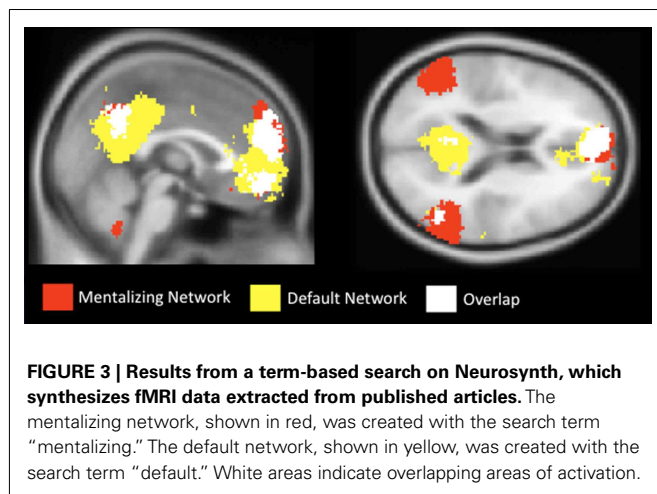 Mentalizing Network Default Network Overlap
FIGURE 3 | Results from a term-based search on Neurosynth, which
synthesizes fMRI data extracted from published articles. The
mentalizing network, shown in red, was created with the search term
“mentalizing.” The default network, shown in yellow, was created with the
search term “default.” White areas indicate overlapping areas of activation.